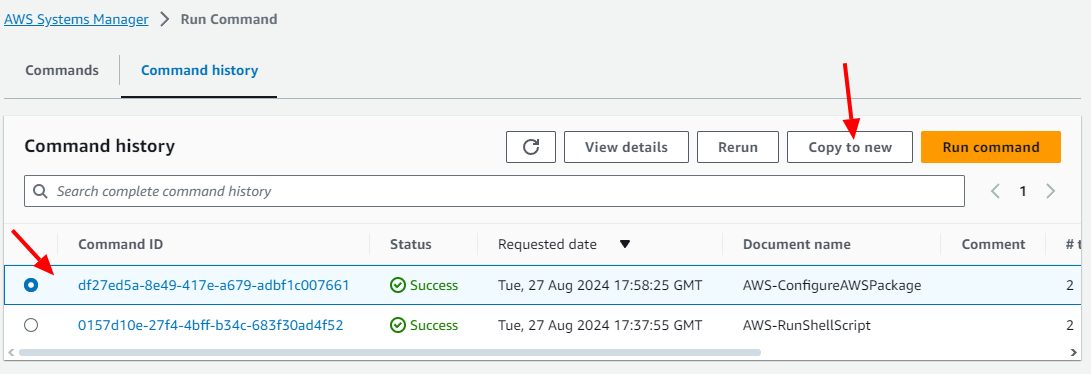 AWS Systems Manager > Run Command
Commands Command history
Command history View details Rerun Copy to new Run command
Search complete command history 1
Command ID Status Requested date Document name Comment # t
df27ed5a-8e49-417e-a679-adbf1c007661 Success Tue, 27 Aug 2024 17:58:25 GMT AWS-ConfigureAWSPackage 2
0157d10e-27f4-4bff-b34c-683f30ad4f52 Success Tue, 27 Aug 2024 17:37:55 GMT AWS-RunShellScript 2